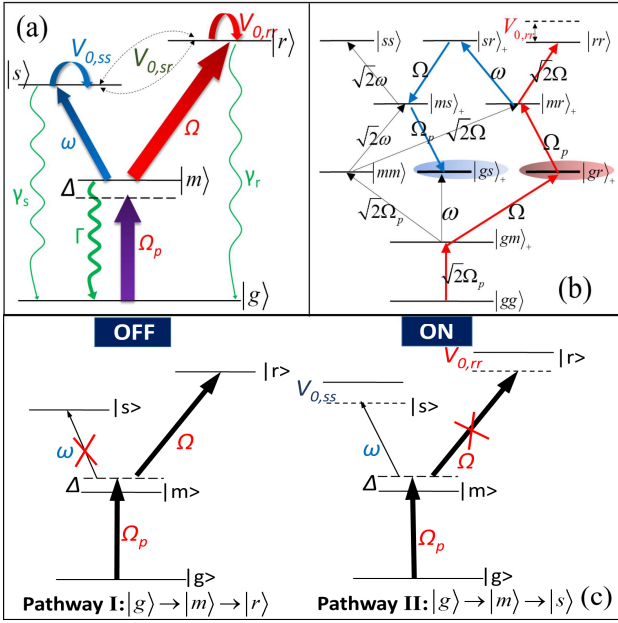 (a)
V0,ss
V0,sr
V0,rr
|r⟩
|s⟩
ω
Ω
|m⟩
Δ
γs
Γ
γr
Ωp
|g⟩
V0,rr
|ss⟩
|sr⟩+
|rr⟩
√2ω
Ω
ω
√2Ω
|ms⟩+
|mr⟩+
√2ω
Ωp
√2Ω
Ωp
|mm⟩
|gs⟩+
|gr⟩+
√2Ωp
ω
Ω
|gm⟩+
√2Ωp
(b)
|gg⟩
OFF
ON
|r>
|s>
ω
Ω
Δ
|m>
Ωp
|g>
Pathway I:|g⟩→|m⟩→|r⟩
V0,rr
|r>
V0,ss
|s>
ω
Ω
Δ
|m>
Ωp
|g>
Pathway II:|g⟩→|m⟩→|s⟩
(c)